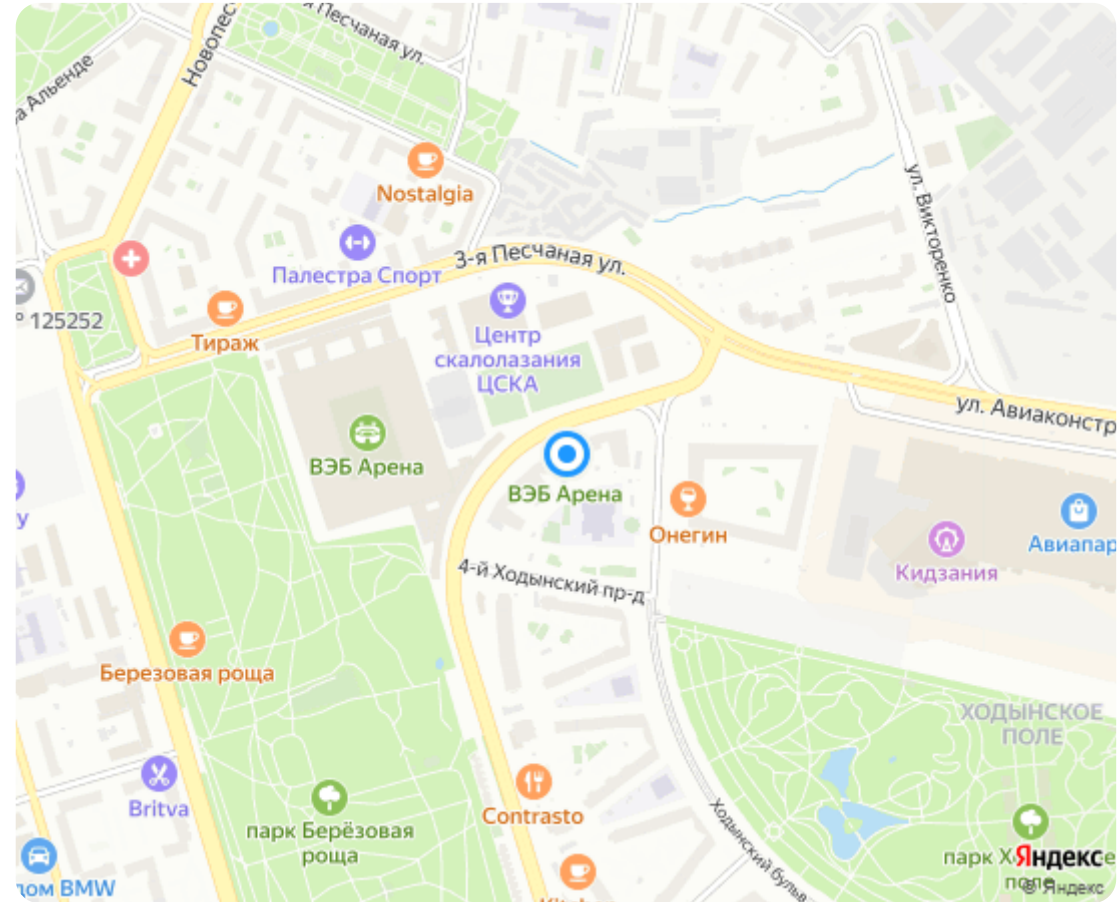 Песчаная ул.
Новопес
Альенде
Nostalgia
ул. Викторенко
3-я Песчаная ул.
Палестра Спорт
125252
Тираж
Центр
скалолазания
ЦСКА
ул. Авиаконстр
ВЭБ Арена
ВЭБ Арена
Онегин
Авиапар
Кидзания
4-й Ходынский пр-д
Березовая роща
ХОДЫНСКОЕ
ПОЛЕ
Britva
Contrasto
парк Берёзовая
роща
Ходынский бульв
парк Х
Яндекс
дом BMW
© Яндекс